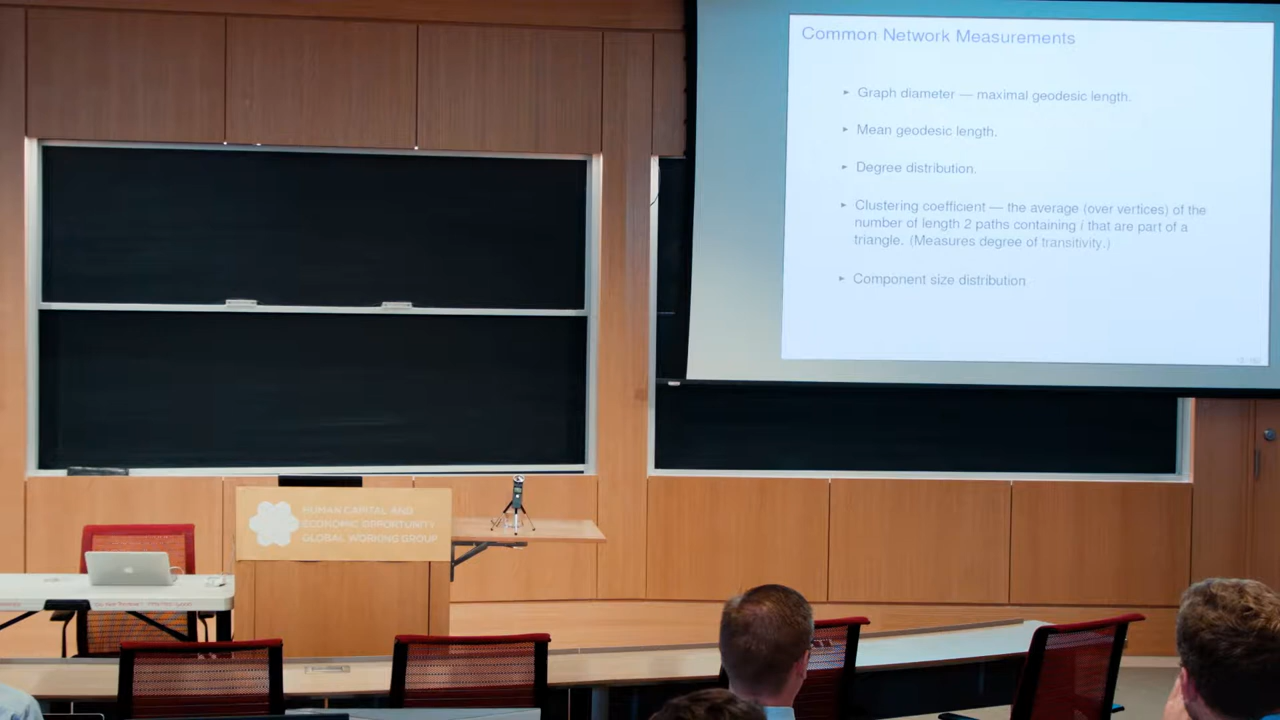 Common Network Measurements
► Graph diameter — maximal geodesic length.
► Mean geodesic length.
► Degree distribution.
► Clustering coefficient — the average (over vertices) of the
number of length 2 paths containing i that are part of a
triangle. (Measures degree of transitivity.)
► Component size distribution
HUMAN CAPITAL AND
ECONOMIC OPPORTUNITY
GLOBAL WORKING GROUP